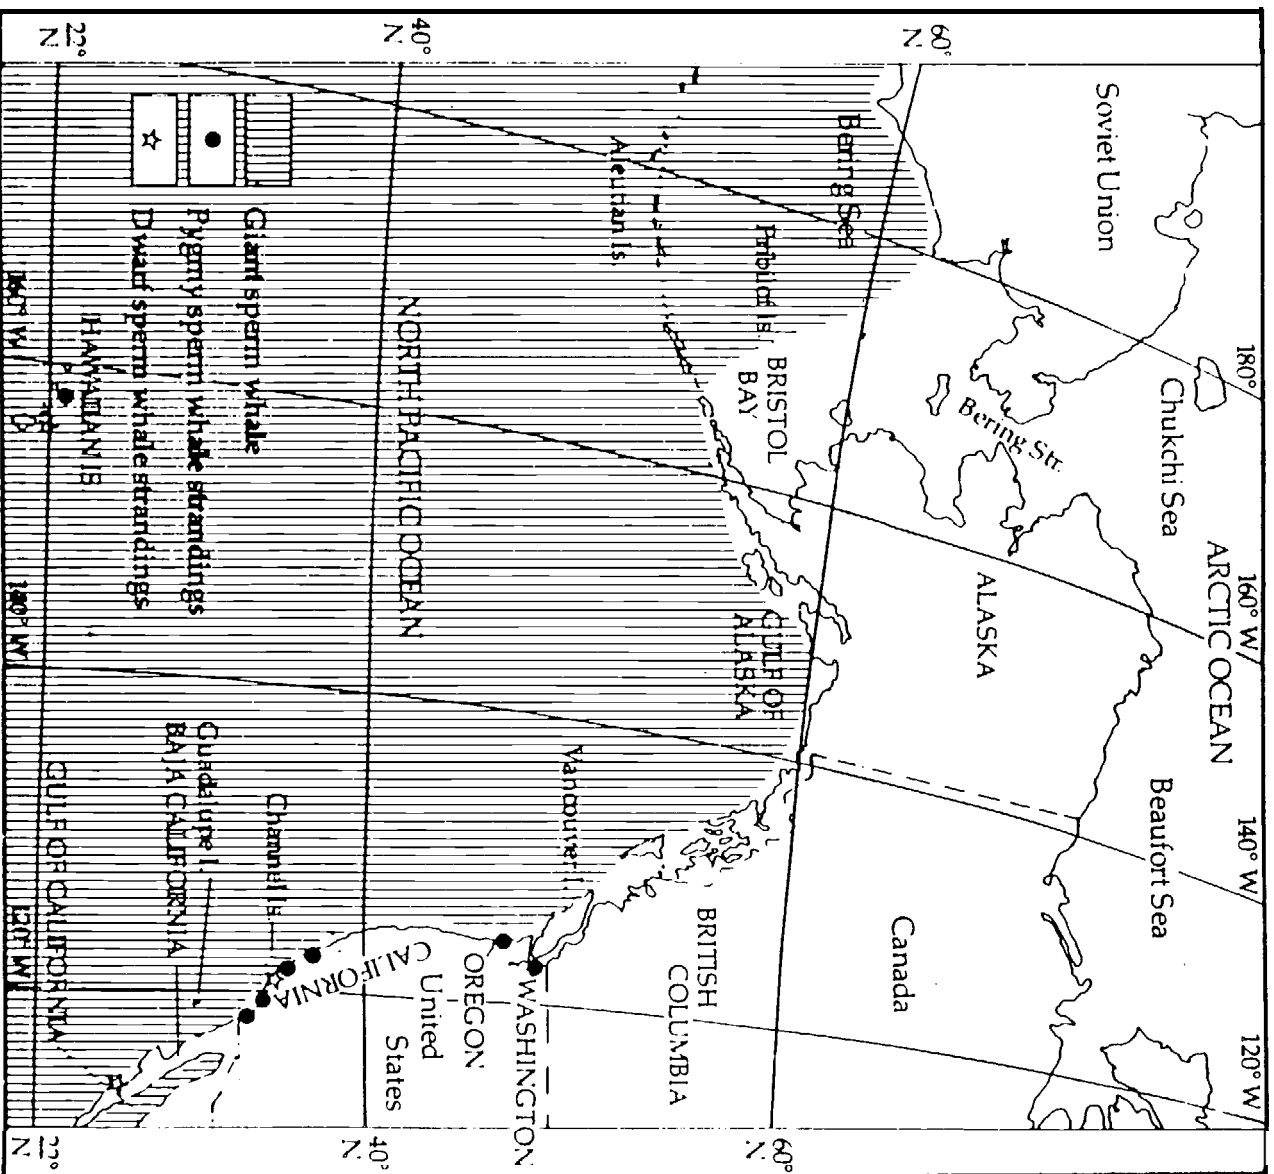 180°
160° W
140° W
120° W
ARCTIC OCEAN
Soviet Union
Chukchi Sea
Beaufort Sea
Bering Str.
ALASKA
Canada
60°
N
Bering Sea
Pribilof Is.
BRISTOL
BAY
GULF OF
ALASKA
BRITISH
COLUMBIA
60°
N
Aleutian Is.
Vancouver I.
WASHINGTON
OREGON
United
States
CALIFORNIA
40°
N
NORTH PACIFIC OCEAN
40°
N
Channel Is.
Guadalupe I.
BAJA CALIFORNIA
GULF OF CALIFORNIA
Giant sperm whale
Pygmy sperm whale strandings
Dwarf sperm whale strandings
HAWAIIAN IS.
22°
N
22°
N
160° W
140° W
120° W